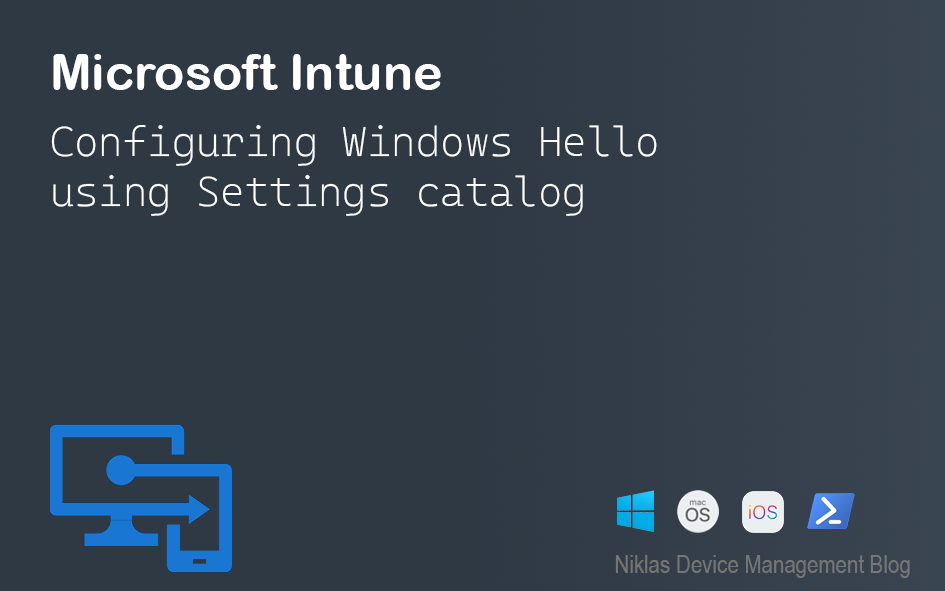 Microsoft Intune
Configuring Windows Hello
using Settings catalog
mac
OS
iOS
Niklas Device Management Blog